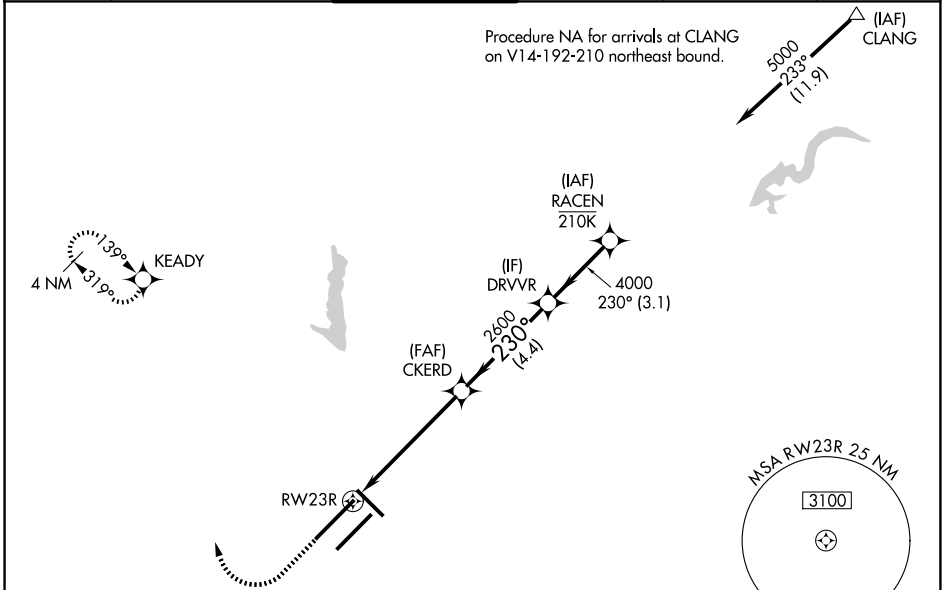 Procedure NA for arrivals at CLANG
on V14-192-210 northeast bound.
(IAF)
CLANG
5000
233°
(11.9)
(IAF)
RACEN
210K
4000
230° (3.1)
(IF)
DRVVR
2600
230°
(4.4)
(FAF)
CKERD
KEADY
139°
319°
4 NM
RW23R
MSA RW23R 25 NM
3100